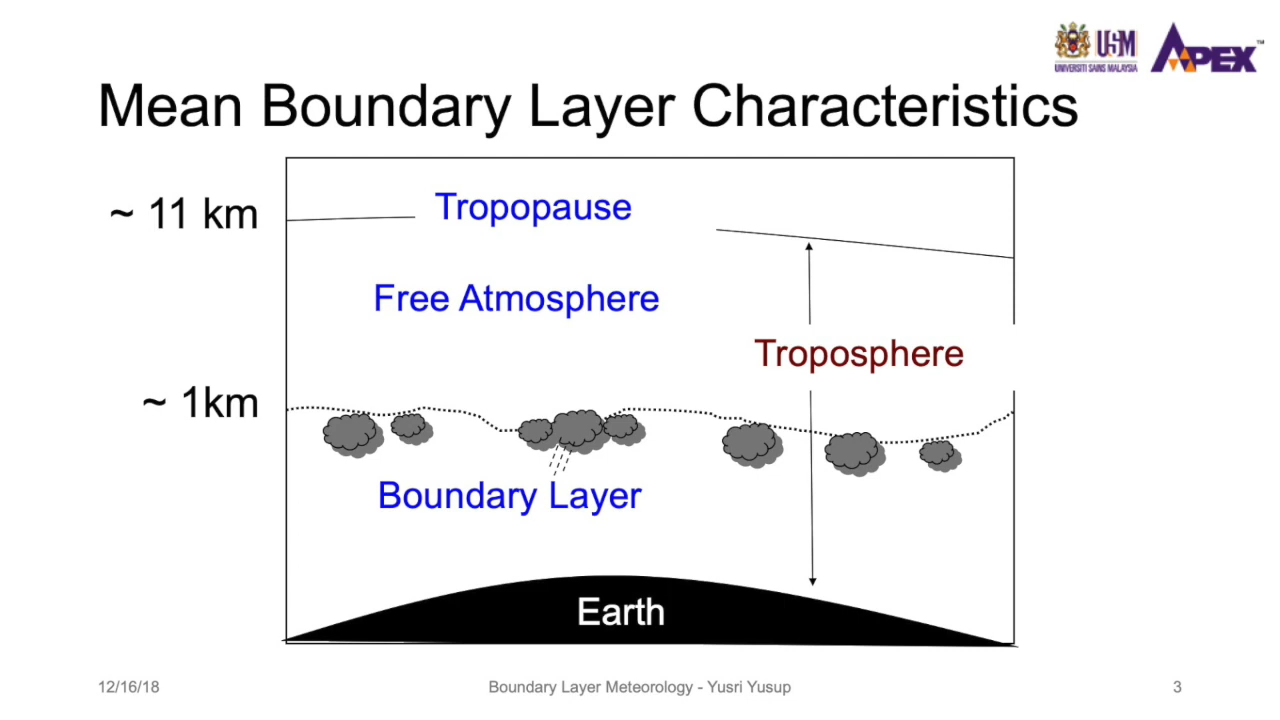 USM
UNIVERSITI SAINS MALAYSIA
APEX™
Mean Boundary Layer Characteristics
~ 11 km
Tropopause
Free Atmosphere
Troposphere
~ 1km
Boundary Layer
Earth
12/16/18
Boundary Layer Meteorology - Yusri Yusup
3